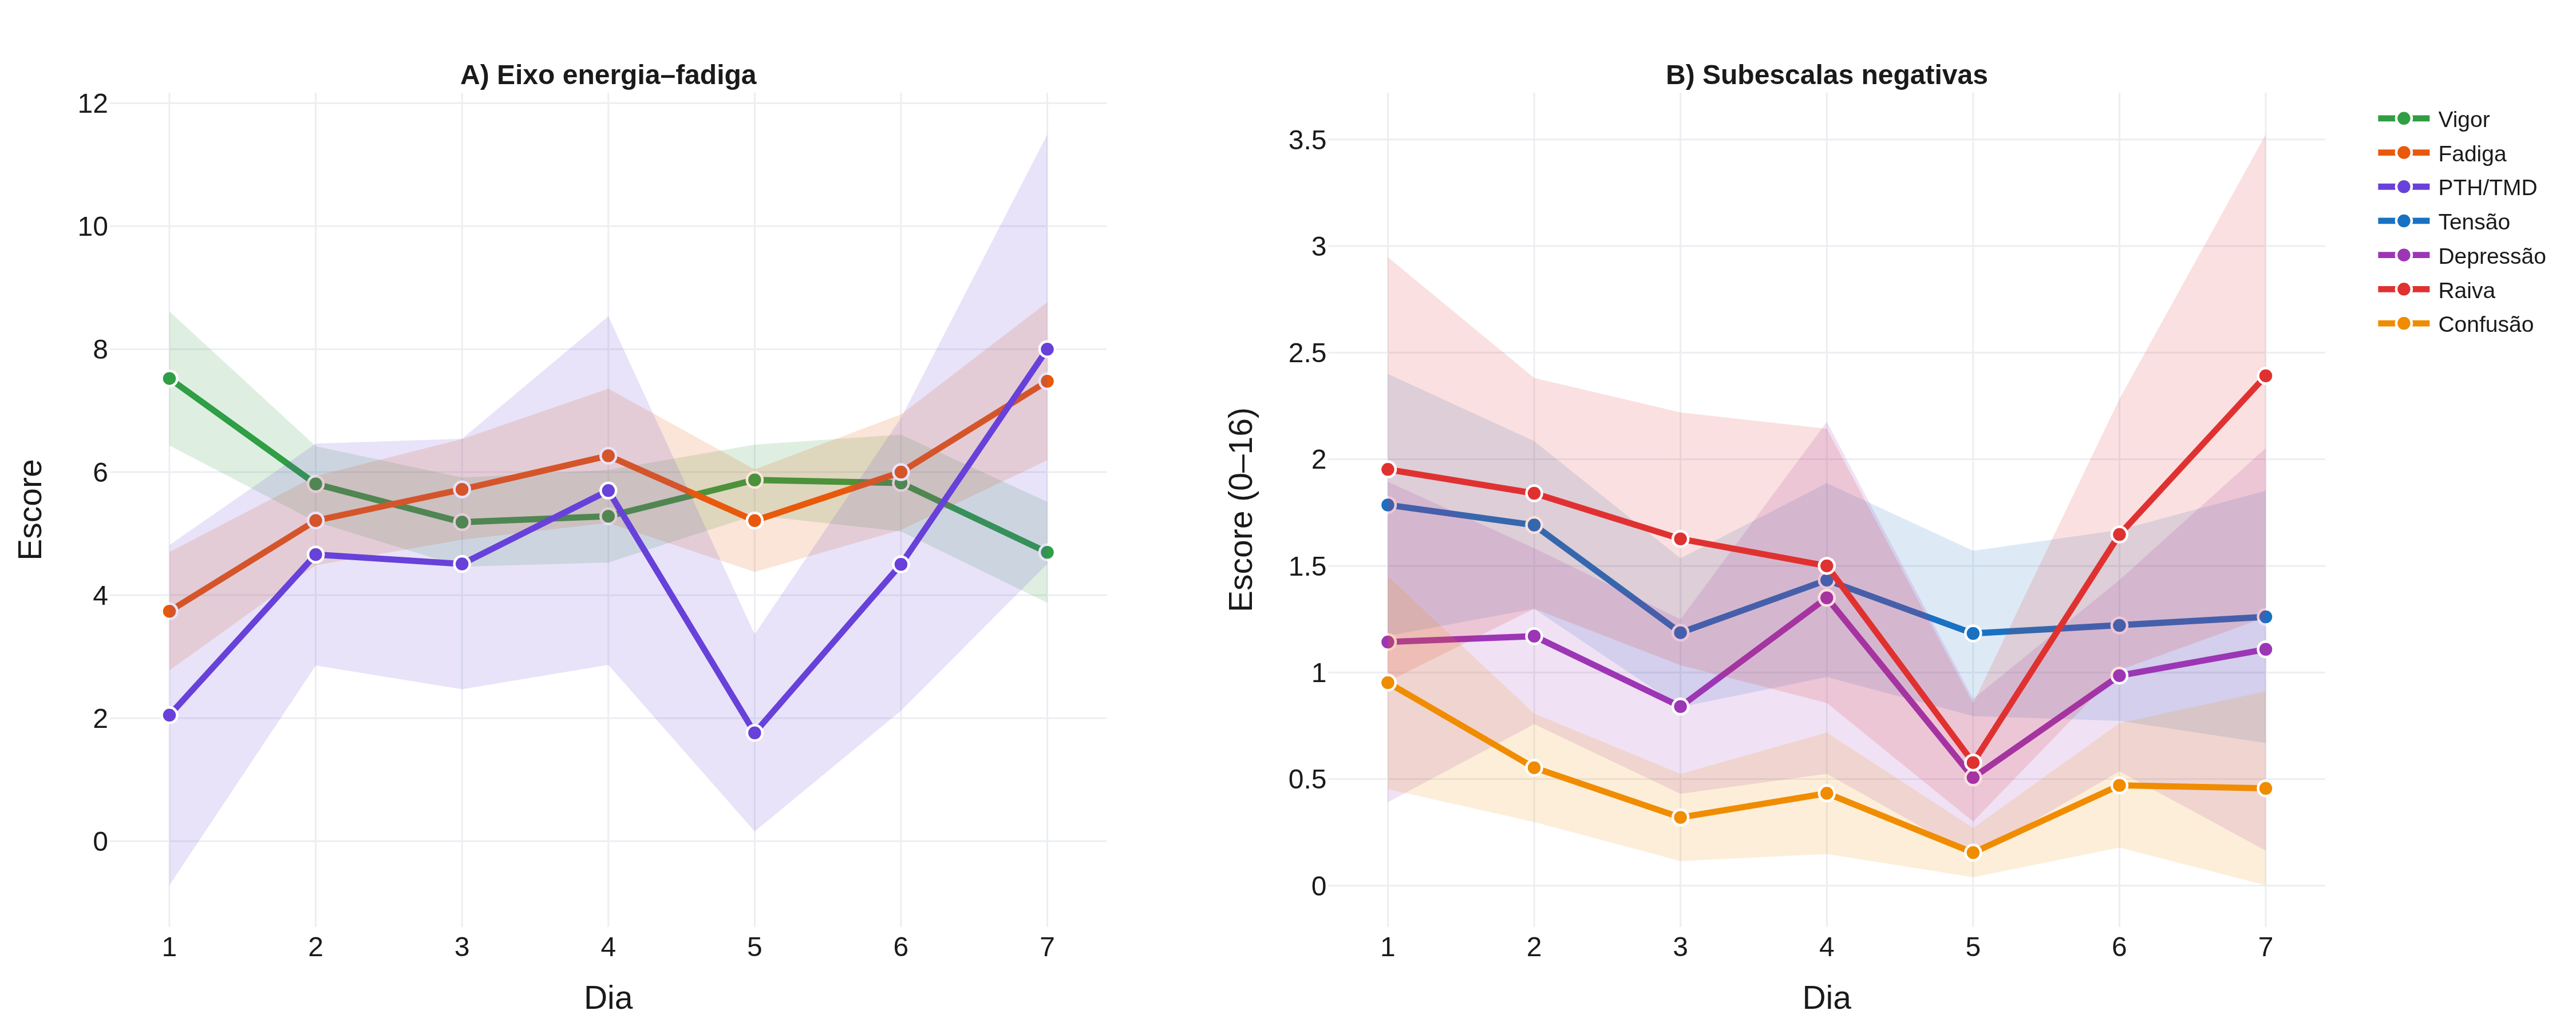 A) Eixo energia–fadiga
12
10
8
6
4
2
0
Escore
1 2 3 4 5 6 7
Dia
B) Subescalas negativas
3.5
3
2.5
2
1.5
1
0.5
0
Escore (0–16)
1 2 3 4 5 6 7
Dia
Vigor
Fadiga
PTH/TMD
Tensão
Depressão
Raiva
Confusão